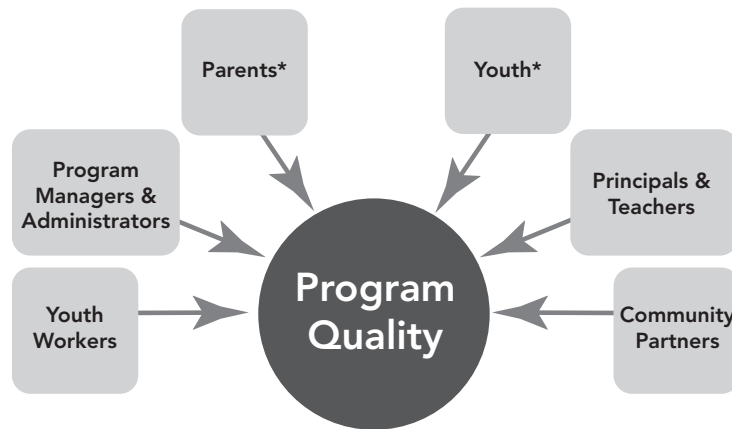 Parents*
Youth*
Program
Managers &
Administrators
Principals &
Teachers
Youth
Workers
Program
Quality
Community
Partners